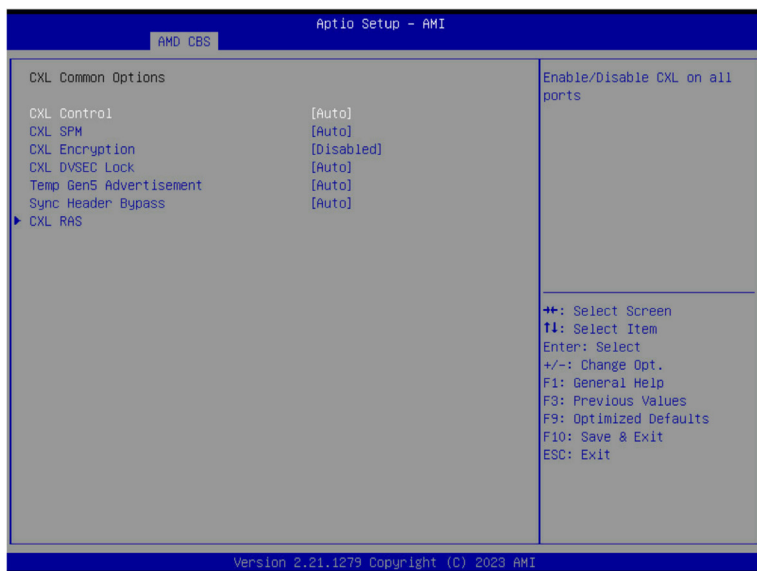 Aptio Setup - AMI
AMD CBS
CXL Common Options
CXL Control [Auto]
CXL SPM [Auto]
CXL Encryption [Disabled]
CXL DVSEC Lock [Auto]
Temp Gen5 Advertisement [Auto]
Sync Header Bypass [Auto]
CXL RAS
Enable/Disable CXL on all
ports
→←: Select Screen
↑↓: Select Item
Enter: Select
+/-: Change Opt.
F1: General Help
F3: Previous Values
F9: Optimized Defaults
F10: Save & Exit
ESC: Exit
Version 2.21.1279 Copyright (C) 2023 AMI